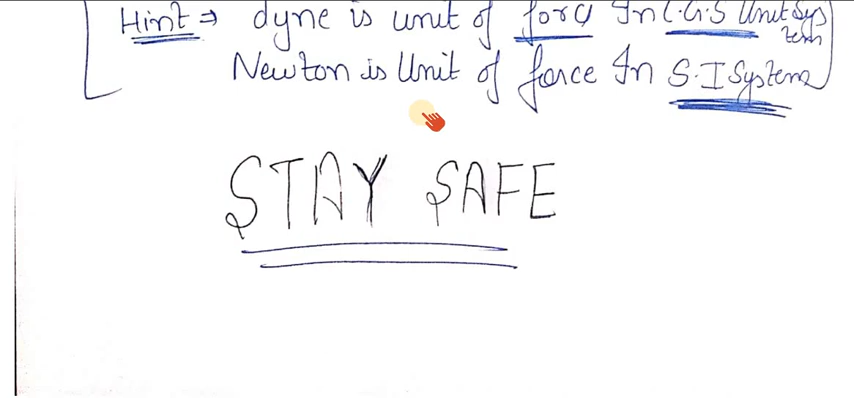 Hint ⇒ dyne is unit of force In C.G.S Unit System
Newton is Unit of force In S.I System
STAY SAFE